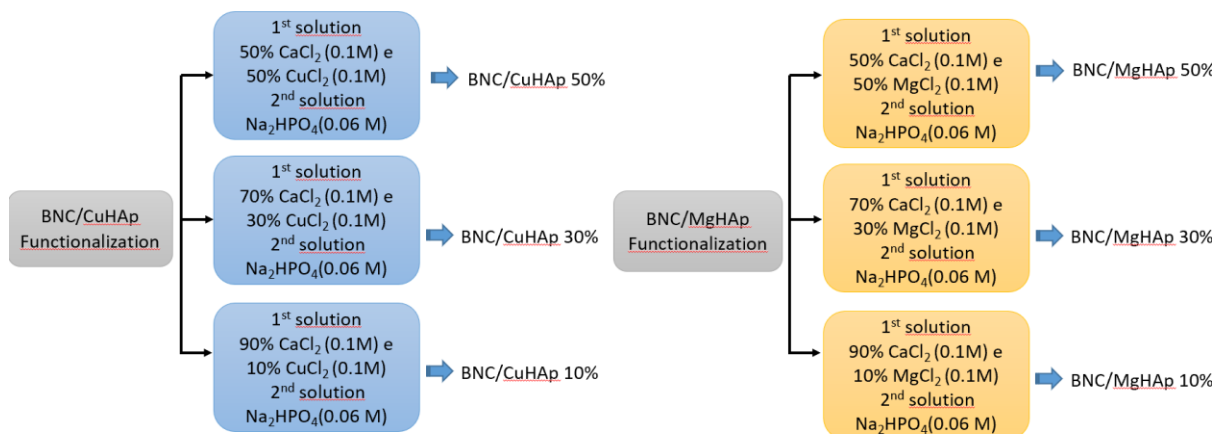 BNC/CuHAp
Functionalization
1st solution
50% CaCl2 (0.1M) e
50% CuCl2 (0.1M)
2nd solution
Na2HPO4(0.06 M)
BNC/CuHAp 50%
1st solution
70% CaCl2 (0.1M) e
30% CuCl2 (0.1M)
2nd solution
Na2HPO4(0.06 M)
BNC/CuHAp 30%
1st solution
90% CaCl2 (0.1M) e
10% CuCl2 (0.1M)
2nd solution
Na2HPO4(0.06 M)
BNC/CuHAp 10%
BNC/MgHAp
Functionalization
1st solution
50% CaCl2 (0.1M) e
50% MgCl2 (0.1M)
2nd solution
Na2HPO4(0.06 M)
BNC/MgHAp 50%
1st solution
70% CaCl2 (0.1M) e
30% MgCl2 (0.1M)
2nd solution
Na2HPO4(0.06 M)
BNC/MgHAp 30%
1st solution
90% CaCl2 (0.1M) e
10% MgCl2 (0.1M)
2nd solution
Na2HPO4(0.06 M)
BNC/MgHAp 10%